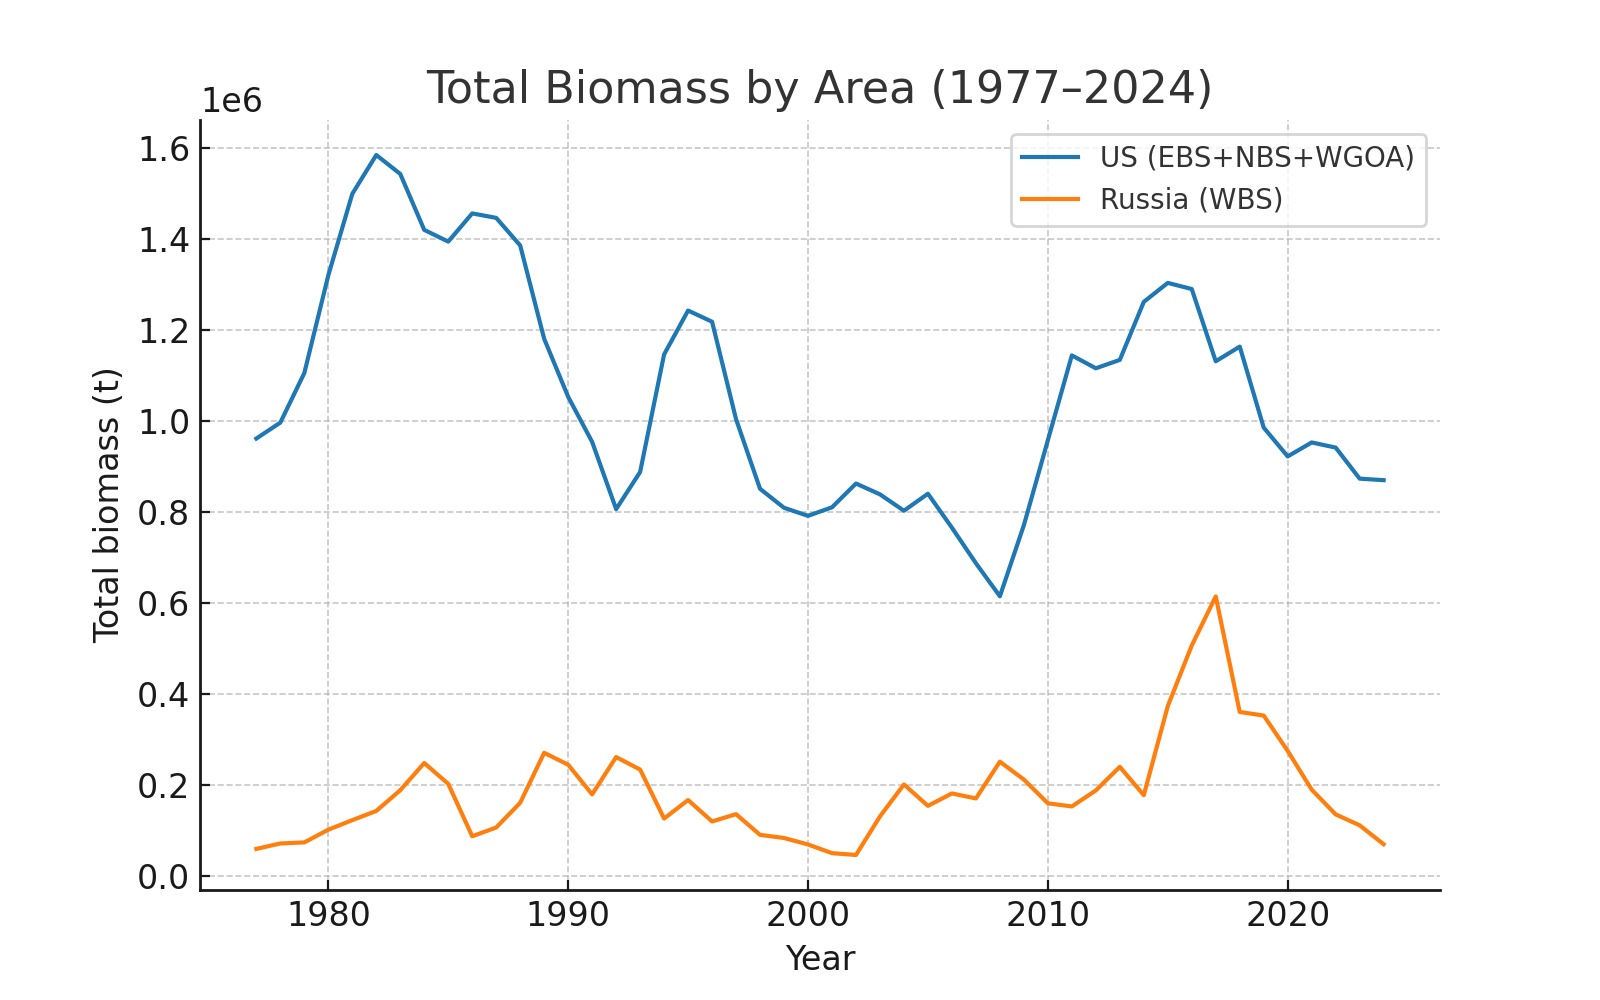 Total Biomass by Area (1977–2024)
1e6
1.6
1.4
1.2
1.0
0.8
0.6
0.4
0.2
0.0
Total biomass (t)
US (EBS+NBS+WGOA)
Russia (WBS)
1980 1990 2000 2010 2020
Year